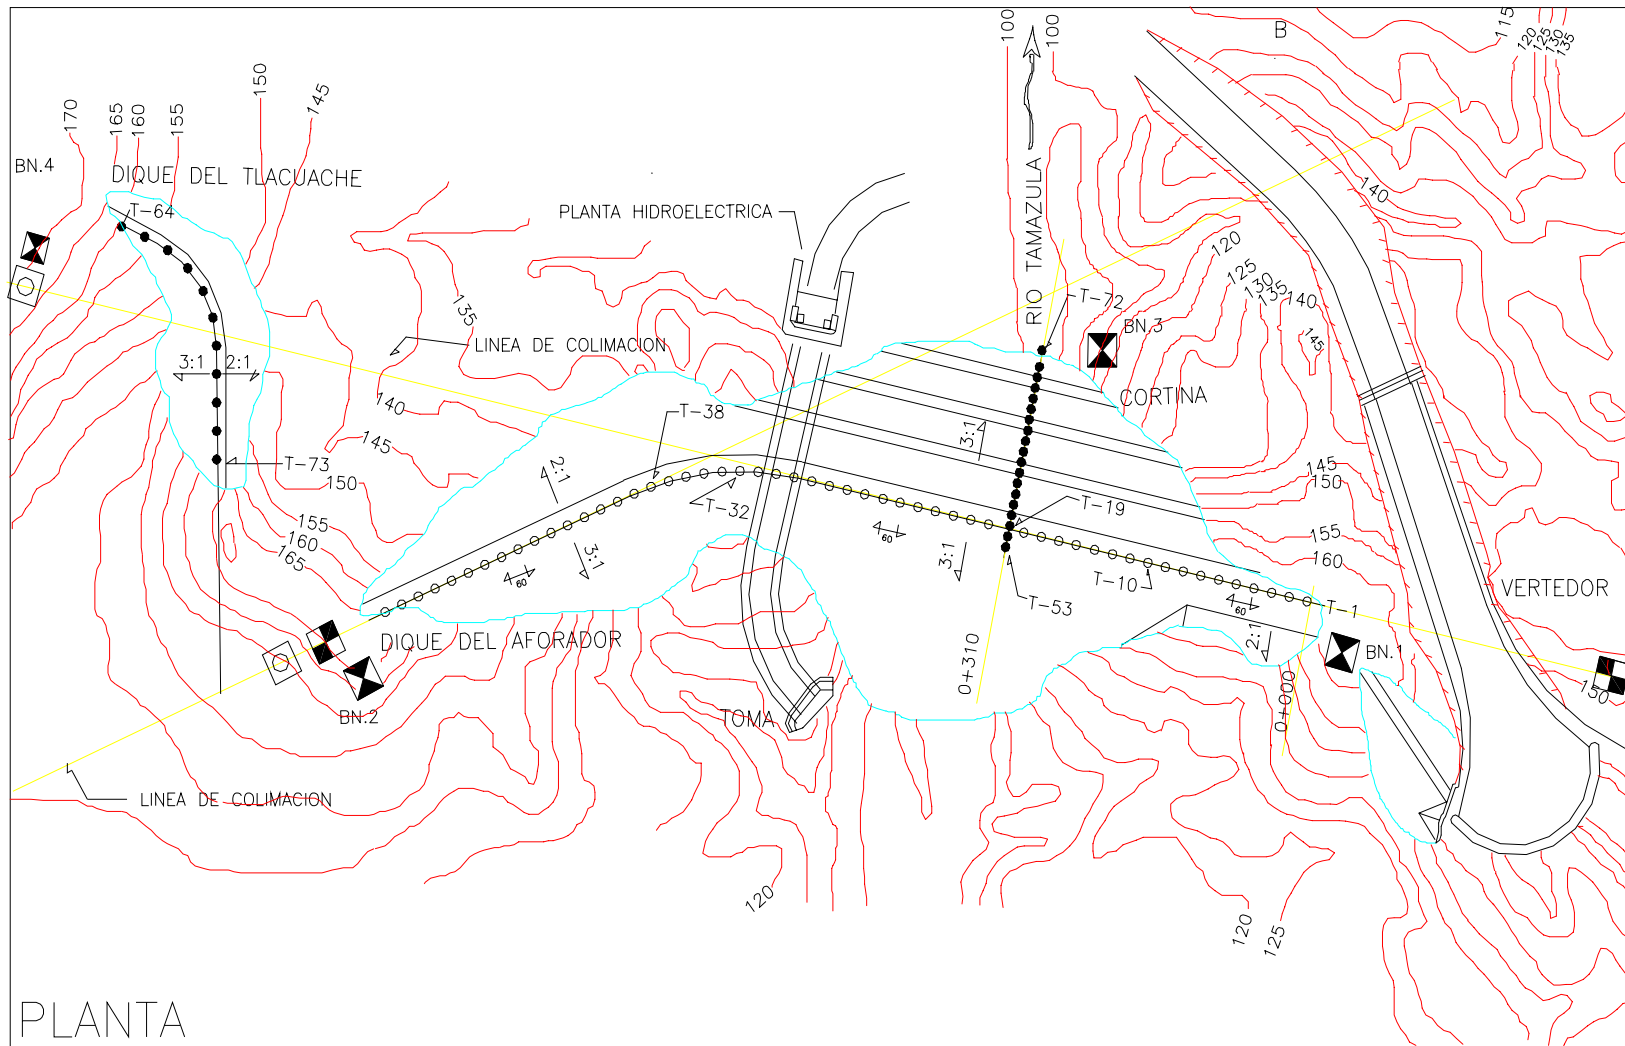 100
100
115
120
125
130
135
B
170
165
160
155
150
145
BN.4
DIQUE DEL TLACUACHE
T-64
PLANTA HIDROELECTRICA
RIO TAMAZULA
140
120
125
130
135
140
145
T-72
BN.3
135
LINEA DE COLIMACION
3:1
2:1
CORTINA
140
T-38
3:1
145
T-73
2:1
150
145
150
T-32
T-19
155
160
165
60
60
3:1
3:1
155
160
T-10
T-53
60
T-1
VERTEDOR
DIQUE DEL AFORADOR
2:1
BN.1
0+310
0+000
150
BN.2
TOMA
LINEA DE COLIMACION
120
120
125
PLANTA